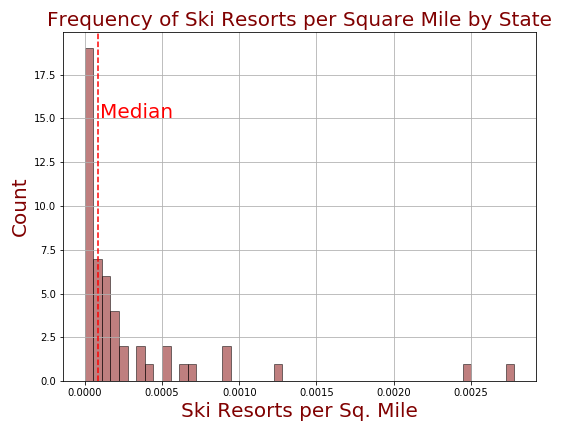 Frequency of Ski Resorts per Square Mile by State
17.5
15.0
12.5
10.0
7.5
5.0
2.5
0.0
Count
Median
0.0000 0.0005 0.0010 0.0015 0.0020 0.0025
Ski Resorts per Sq. Mile